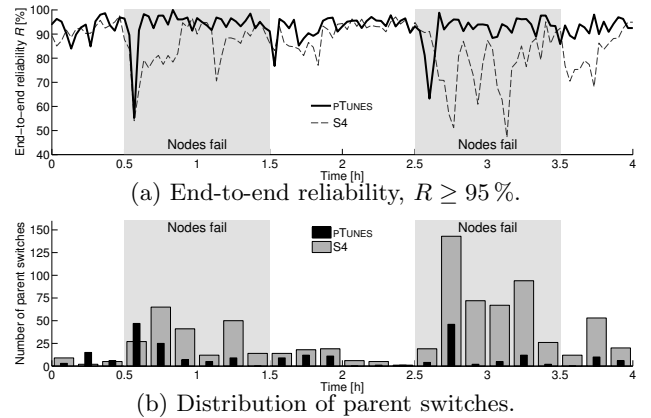 100
90
80
70
60
50
40
End-to-end reliability R [%]
PTUNES
S4
Nodes fail
Nodes fail
0 0.5 1 1.5 2 2.5 3 3.5 4
Time [h]
(a) End-to-end reliability, R ≥ 95 %.
150
125
100
75
50
25
0
Number of parent switches
Nodes fail
PTUNES
S4
Nodes fail
0 0.5 1 1.5 2 2.5 3 3.5 4
Time [h]
(b) Distribution of parent switches.